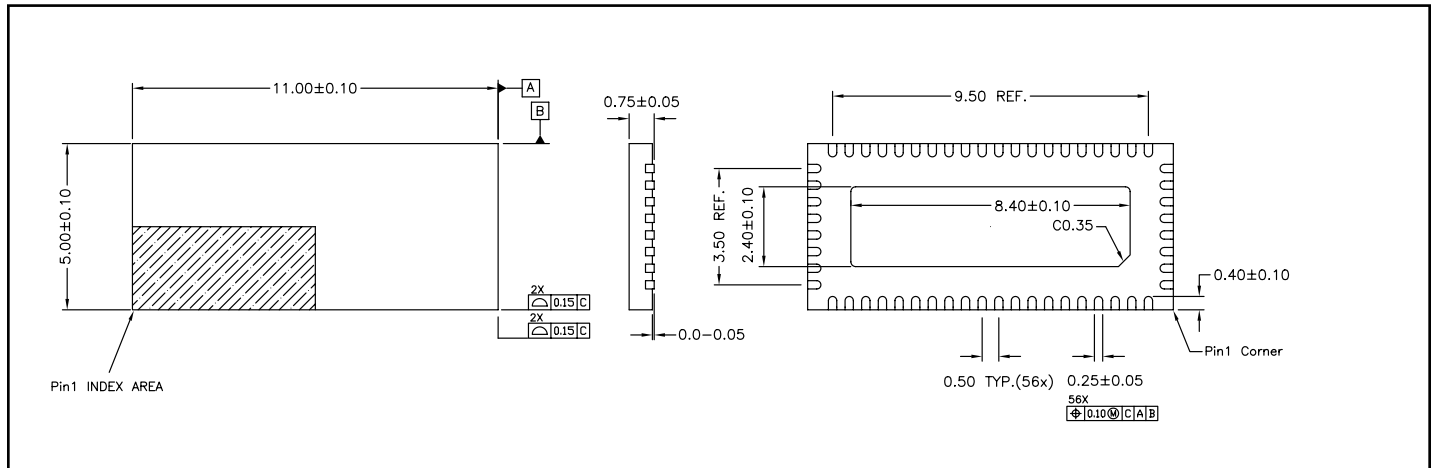 11.00±0.10
A
B
5.00±0.10
2X
⌓ 0.15 C
2X
⌓ 0.15 C
Pin1 INDEX AREA
0.75±0.05
0.0-0.05
9.50 REF.
3.50 REF.
2.40±0.10
8.40±0.10
C0.35
0.40±0.10
Pin1 Corner
0.50 TYP.(56x)
0.25±0.05
56X
⌖ 0.10Ⓜ C A B